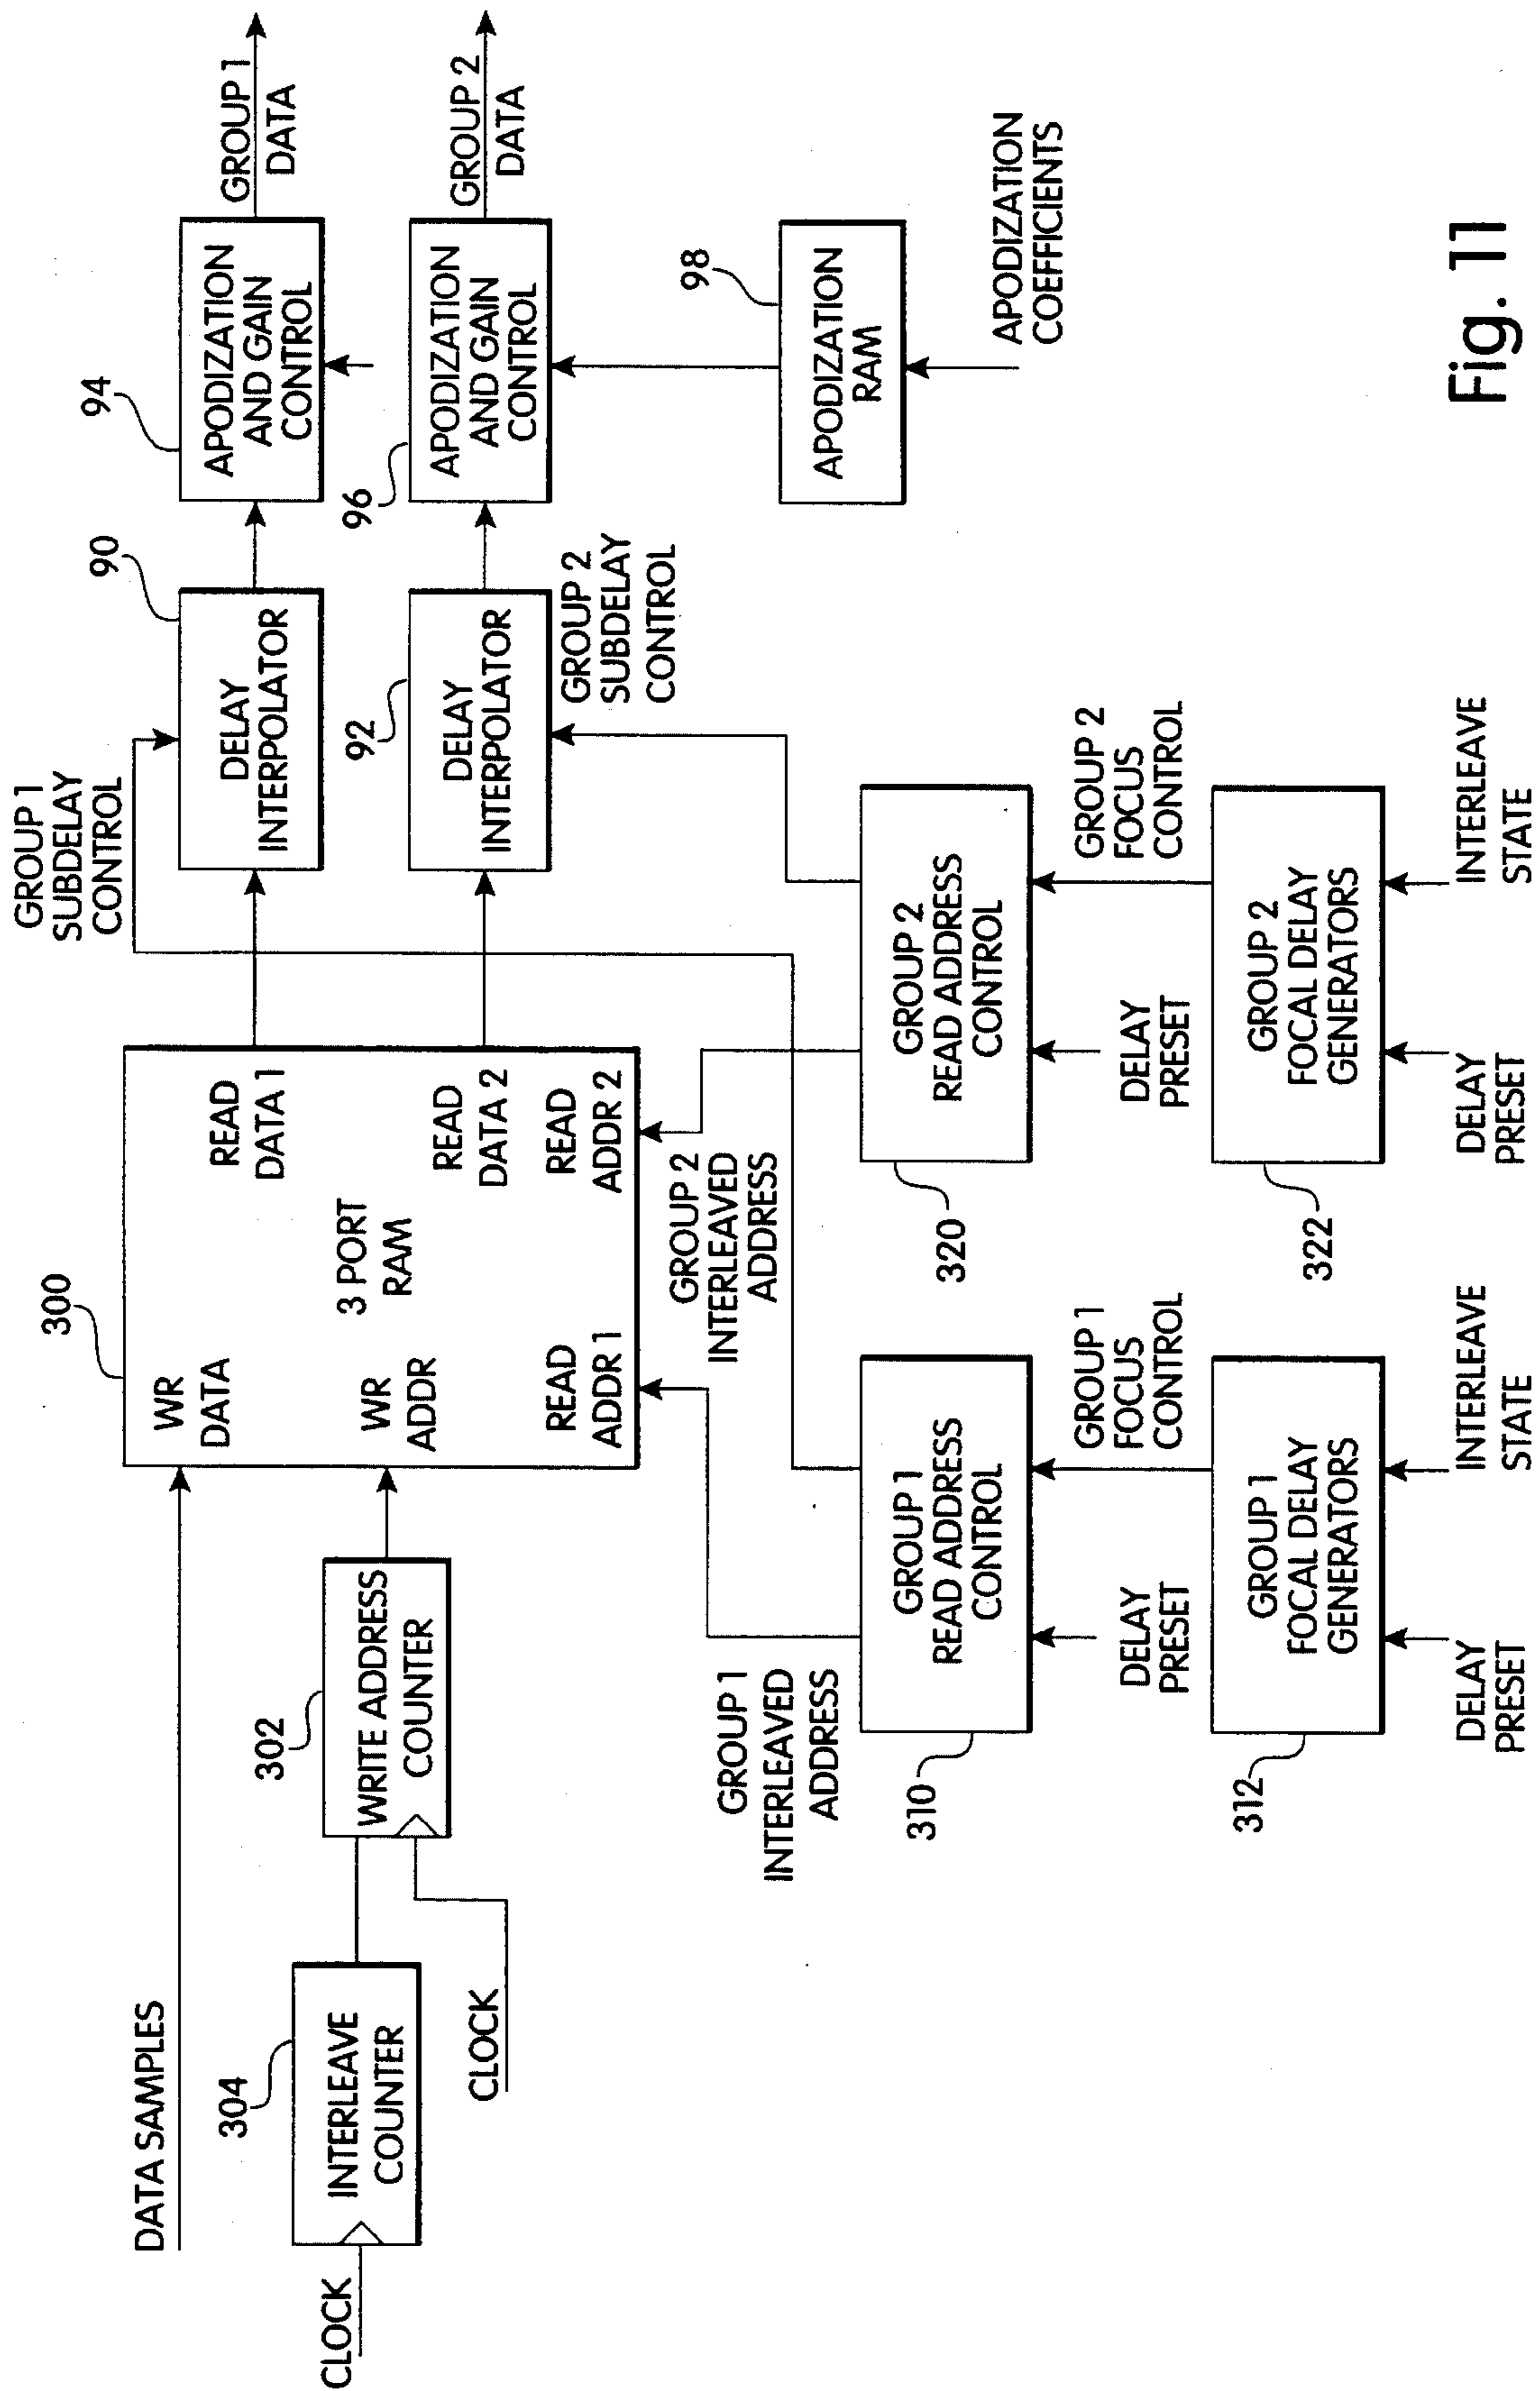 GROUP 1
SUBDELAY
CONTROL
300
WR
DATA
WR
ADDR
READ
ADDR 1
3 PORT
RAM
READ
DATA 1
READ
DATA 2
READ
ADDR 2
90
DELAY
INTERPOLATOR
94
APODIZATION
AND GAIN
CONTROL
GROUP 1
DATA
92
DELAY
INTERPOLATOR
96
APODIZATION
AND GAIN
CONTROL
GROUP 2
DATA
GROUP 2
SUBDELAY
CONTROL
98
APODIZATION
RAM
APODIZATION
COEFFICIENTS
DATA SAMPLES
304
INTERLEAVE
COUNTER
CLOCK
302
WRITE ADDRESS
COUNTER
CLOCK
GROUP 1
INTERLEAVED
ADDRESS
GROUP 2
INTERLEAVED
ADDRESS
310
GROUP 1
READ ADDRESS
CONTROL
DELAY
PRESET
GROUP 1
FOCUS
CONTROL
312
GROUP 1
FOCAL DELAY
GENERATORS
DELAY
PRESET
INTERLEAVE
STATE
320
GROUP 2
READ ADDRESS
CONTROL
DELAY
PRESET
GROUP 2
FOCUS
CONTROL
322
GROUP 2
FOCAL DELAY
GENERATORS
DELAY
PRESET
INTERLEAVE
STATE
Fig. 11